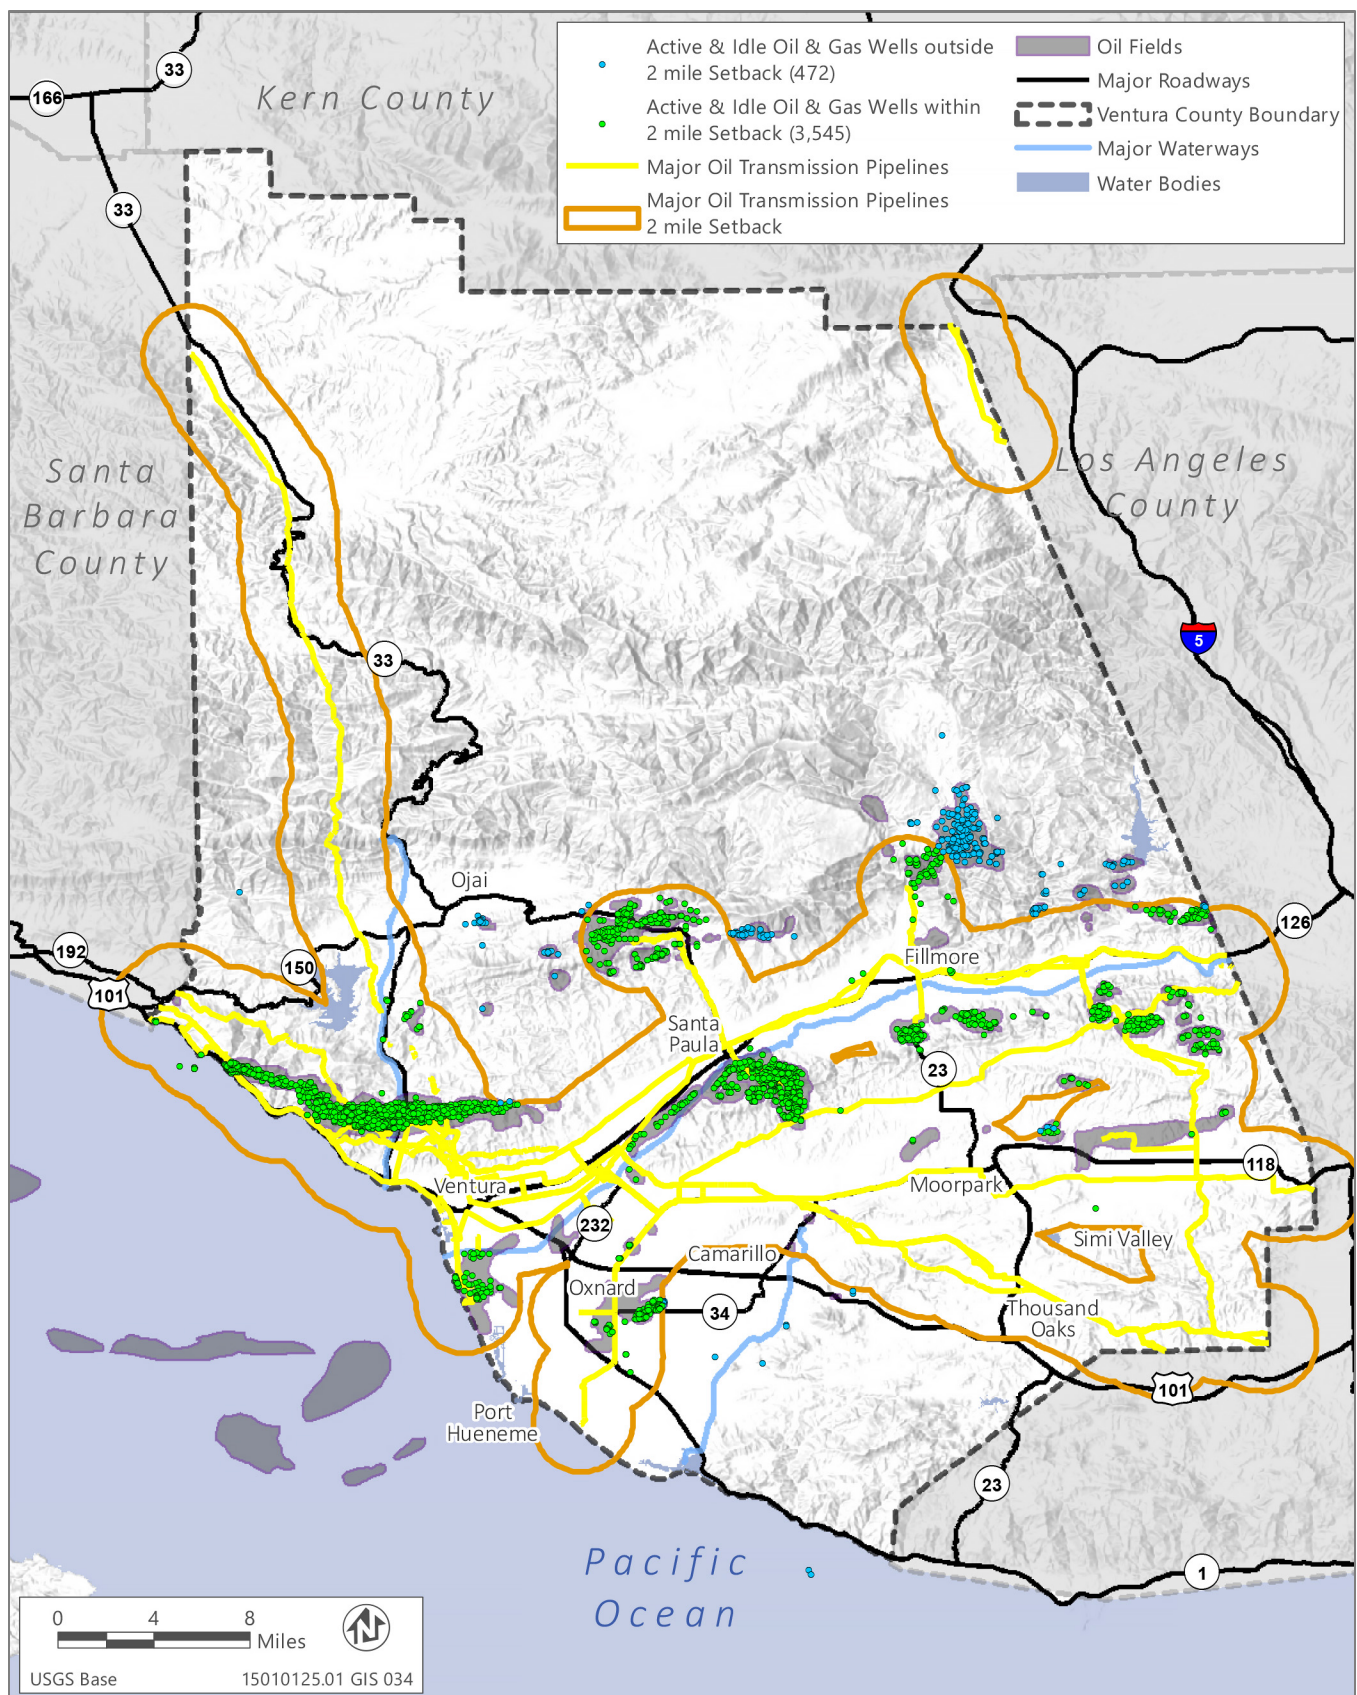 Active & Idle Oil & Gas Wells outside
2 mile Setback (472)
Active & Idle Oil & Gas Wells within
2 mile Setback (3,545)
Major Oil Transmission Pipelines
Major Oil Transmission Pipelines
2 mile Setback
Oil Fields
Major Roadways
Ventura County Boundary
Major Waterways
Water Bodies
33
166
Kern County
33
Santa
Barbara
County
Los Angeles
County
5
33
Ojai
126
192
150
101
Fillmore
Santa
Paula
23
118
Ventura
Moorpark
232
Camarillo
Simi Valley
Oxnard
34
Thousand
Oaks
101
Port
Hueneme
23
Pacific
Ocean
1
0 4 8
Miles
N
USGS Base 15010125.01 GIS 034